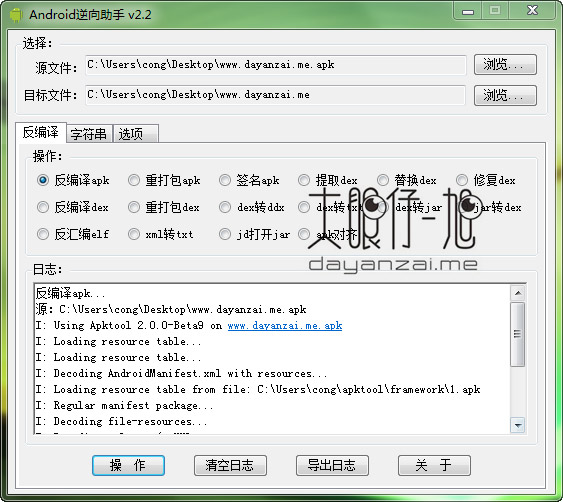 Android逆向助手 v2.2
选择：
源文件： C:\Users\cong\Desktop\www.dayanzai.me.apk 浏览...
目标文件： C:\Users\cong\Desktop\www.dayanzai.me 浏览...
反编译 字符串 选项
操作：
反编译apk 重打包apk 签名apk 提取dex 替换dex 修复dex
反编译dex 重打包dex dex转ddx dex转txt dex转jar jar转dex
反汇编elf xml转txt jd打开jar apk对齐
大眼仔~旭
dayanzai.me
日志：
反编译apk...
源：C:\Users\cong\Desktop\www.dayanzai.me.apk
I: Using Apktool 2.0.0-Beta9 on www.dayanzai.me.apk
I: Loading resource table...
I: Loading resource table...
I: Decoding AndroidManifest.xml with resources...
I: Loading resource table from file: C:\Users\cong\apktool\framework\1.apk
I: Regular manifest package...
I: Decoding file-resources...
操 作 清空日志 导出日志 关 于